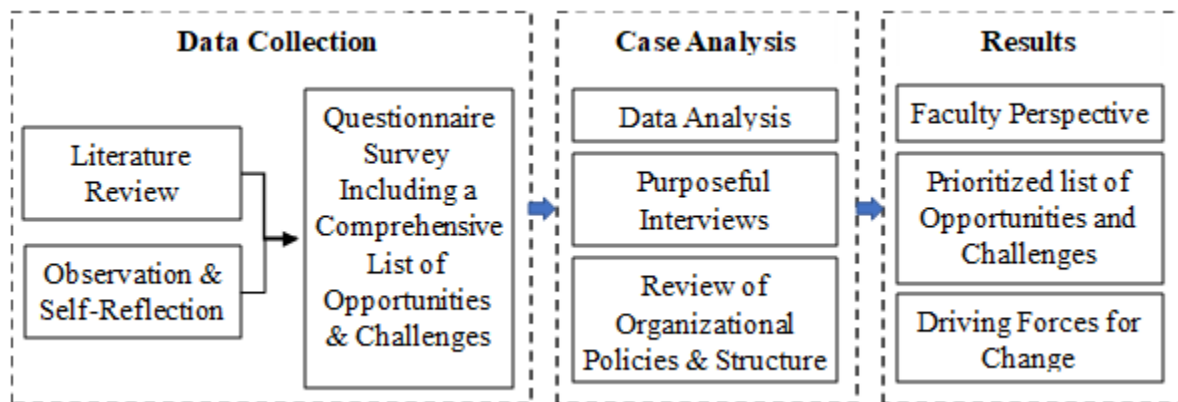 Data Collection
Literature
Review
Observation &
Self-Reflection
Questionnaire
Survey
Including a
Comprehensive
List of
Opportunities
& Challenges
Case Analysis
Data Analysis
Purposeful
Interviews
Review of
Organizational
Policies & Structure
Results
Faculty Perspective
Prioritized list of
Opportunities and
Challenges
Driving Forces for
Change